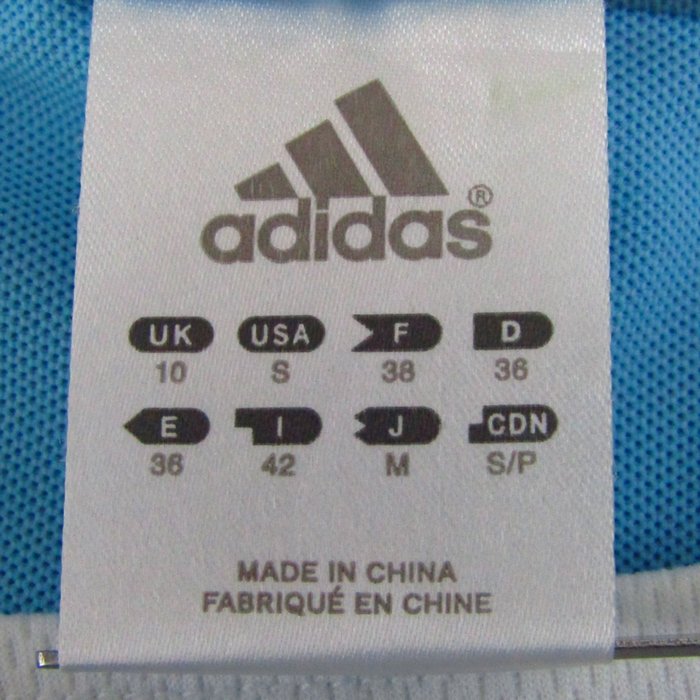 adidas®
UK USA F D
10 S 38 36
E I J CDN
36 42 M S/P
MADE IN CHINA
FABRIQUÉ EN CHINE